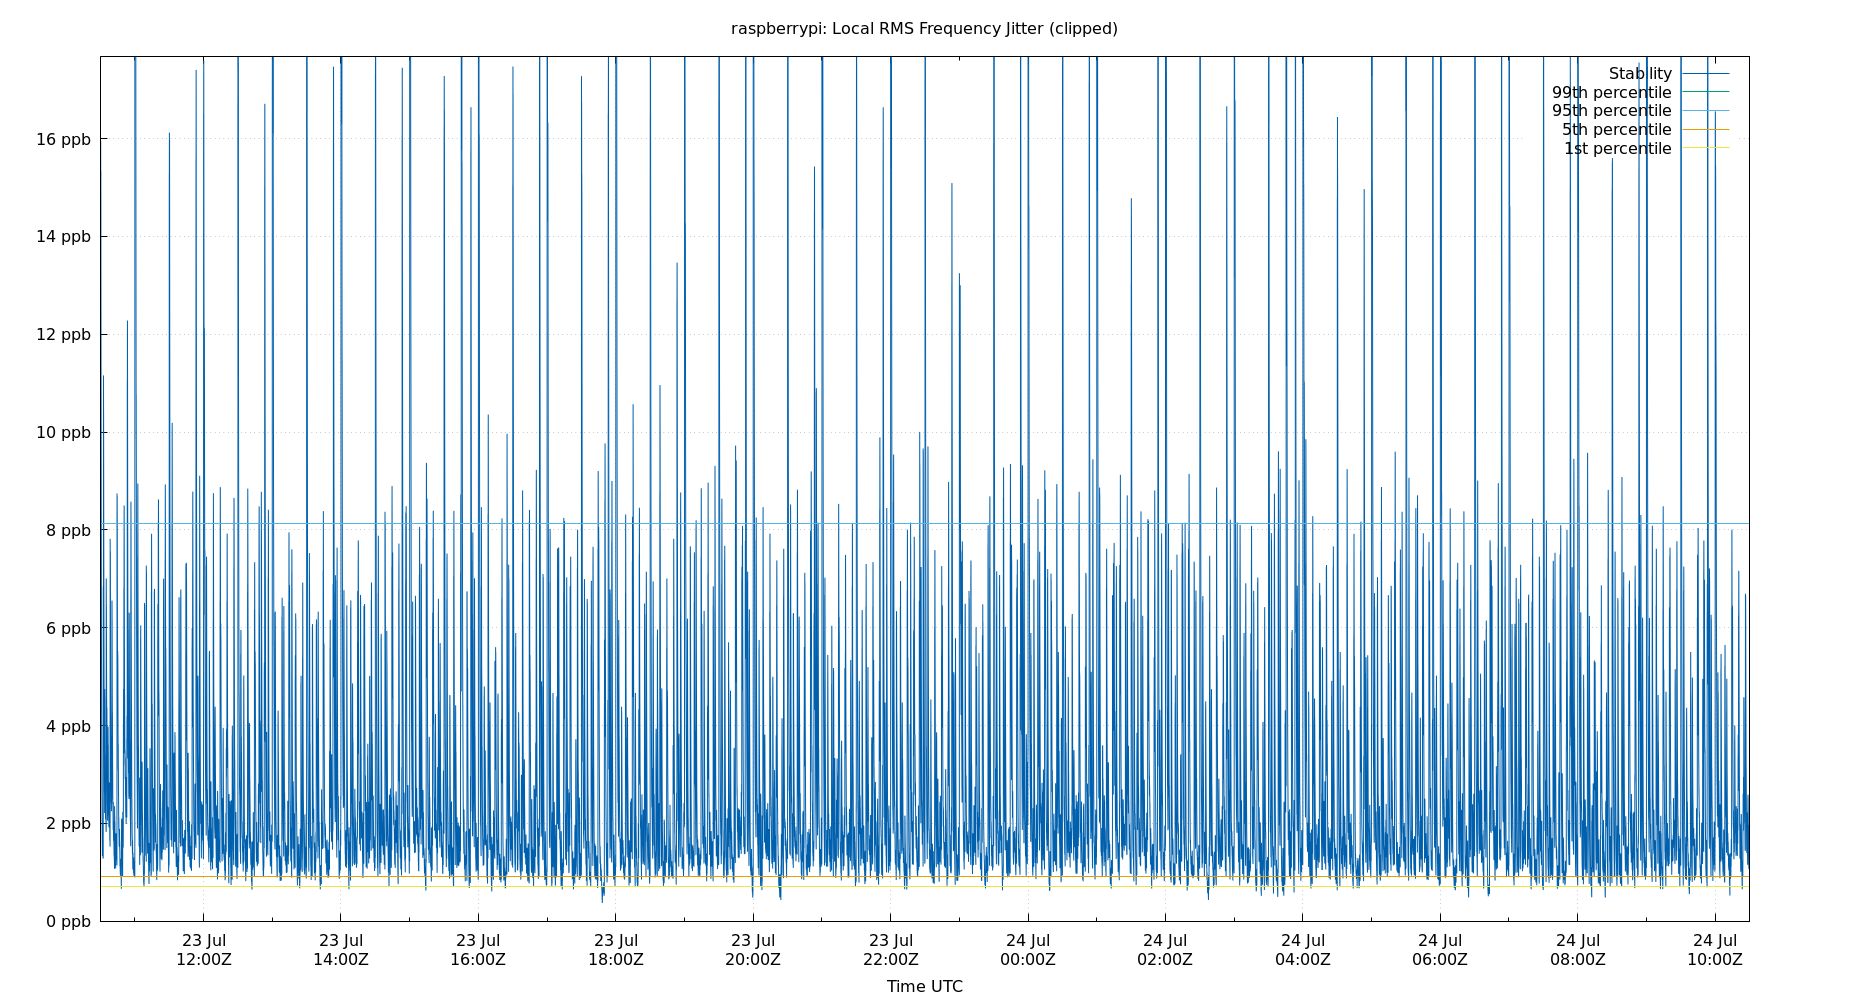 raspberrypi: Local RMS Frequency Jitter (clipped)
Stability
99th percentile
95th percentile
5th percentile
1st percentile
16 ppb
14 ppb
12 ppb
10 ppb
8 ppb
6 ppb
4 ppb
2 ppb
0 ppb
23 Jul 23 Jul 23 Jul 23 Jul 23 Jul 23 Jul 24 Jul 24 Jul 24 Jul 24 Jul 24 Jul 24 Jul
12:00Z 14:00Z 16:00Z 18:00Z 20:00Z 22:00Z 00:00Z 02:00Z 04:00Z 06:00Z 08:00Z 10:00Z
Time UTC